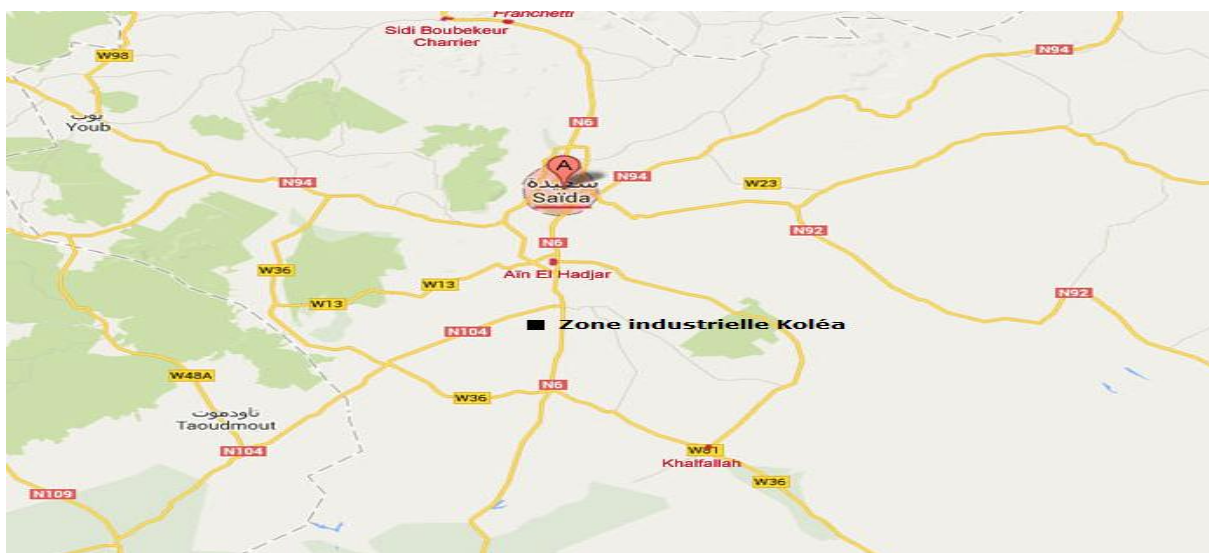 Franchetti
Sidi Boubekeur
Charrier
N94
W98
يوب
Youb
N6
A
N94
N94
W23
سعيدة
Saïda
N92
N6
W36
Aïn El Hadjar
W13
N92
W13
Zone industrielle Koléa
N104
W48A
N6
W36
تاودموت
Taoudmout
N104
W81
Khalfallah
W36
N109